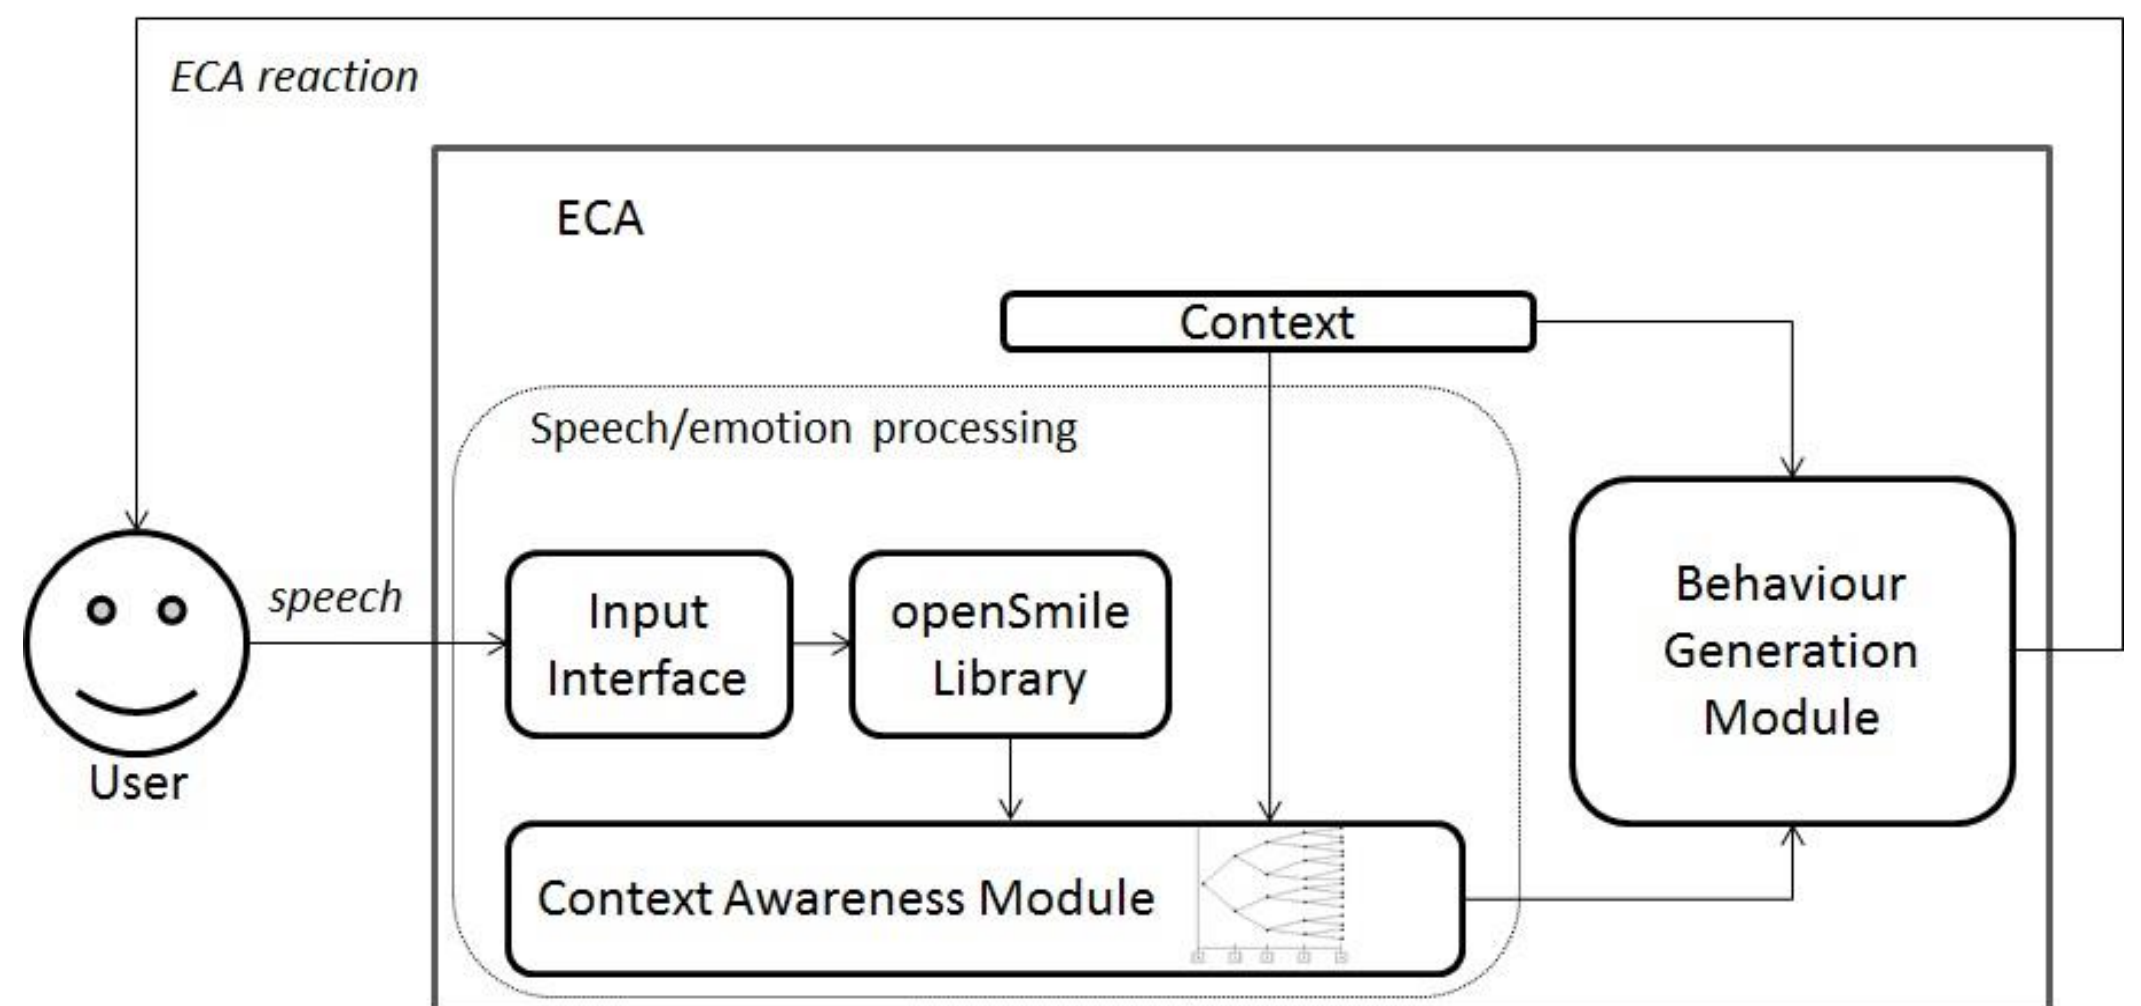 ECA reaction
ECA
Context
Speech/emotion processing
speech
Input
Interface
openSmile
Library
Behaviour
Generation
Module
User
Context Awareness Module